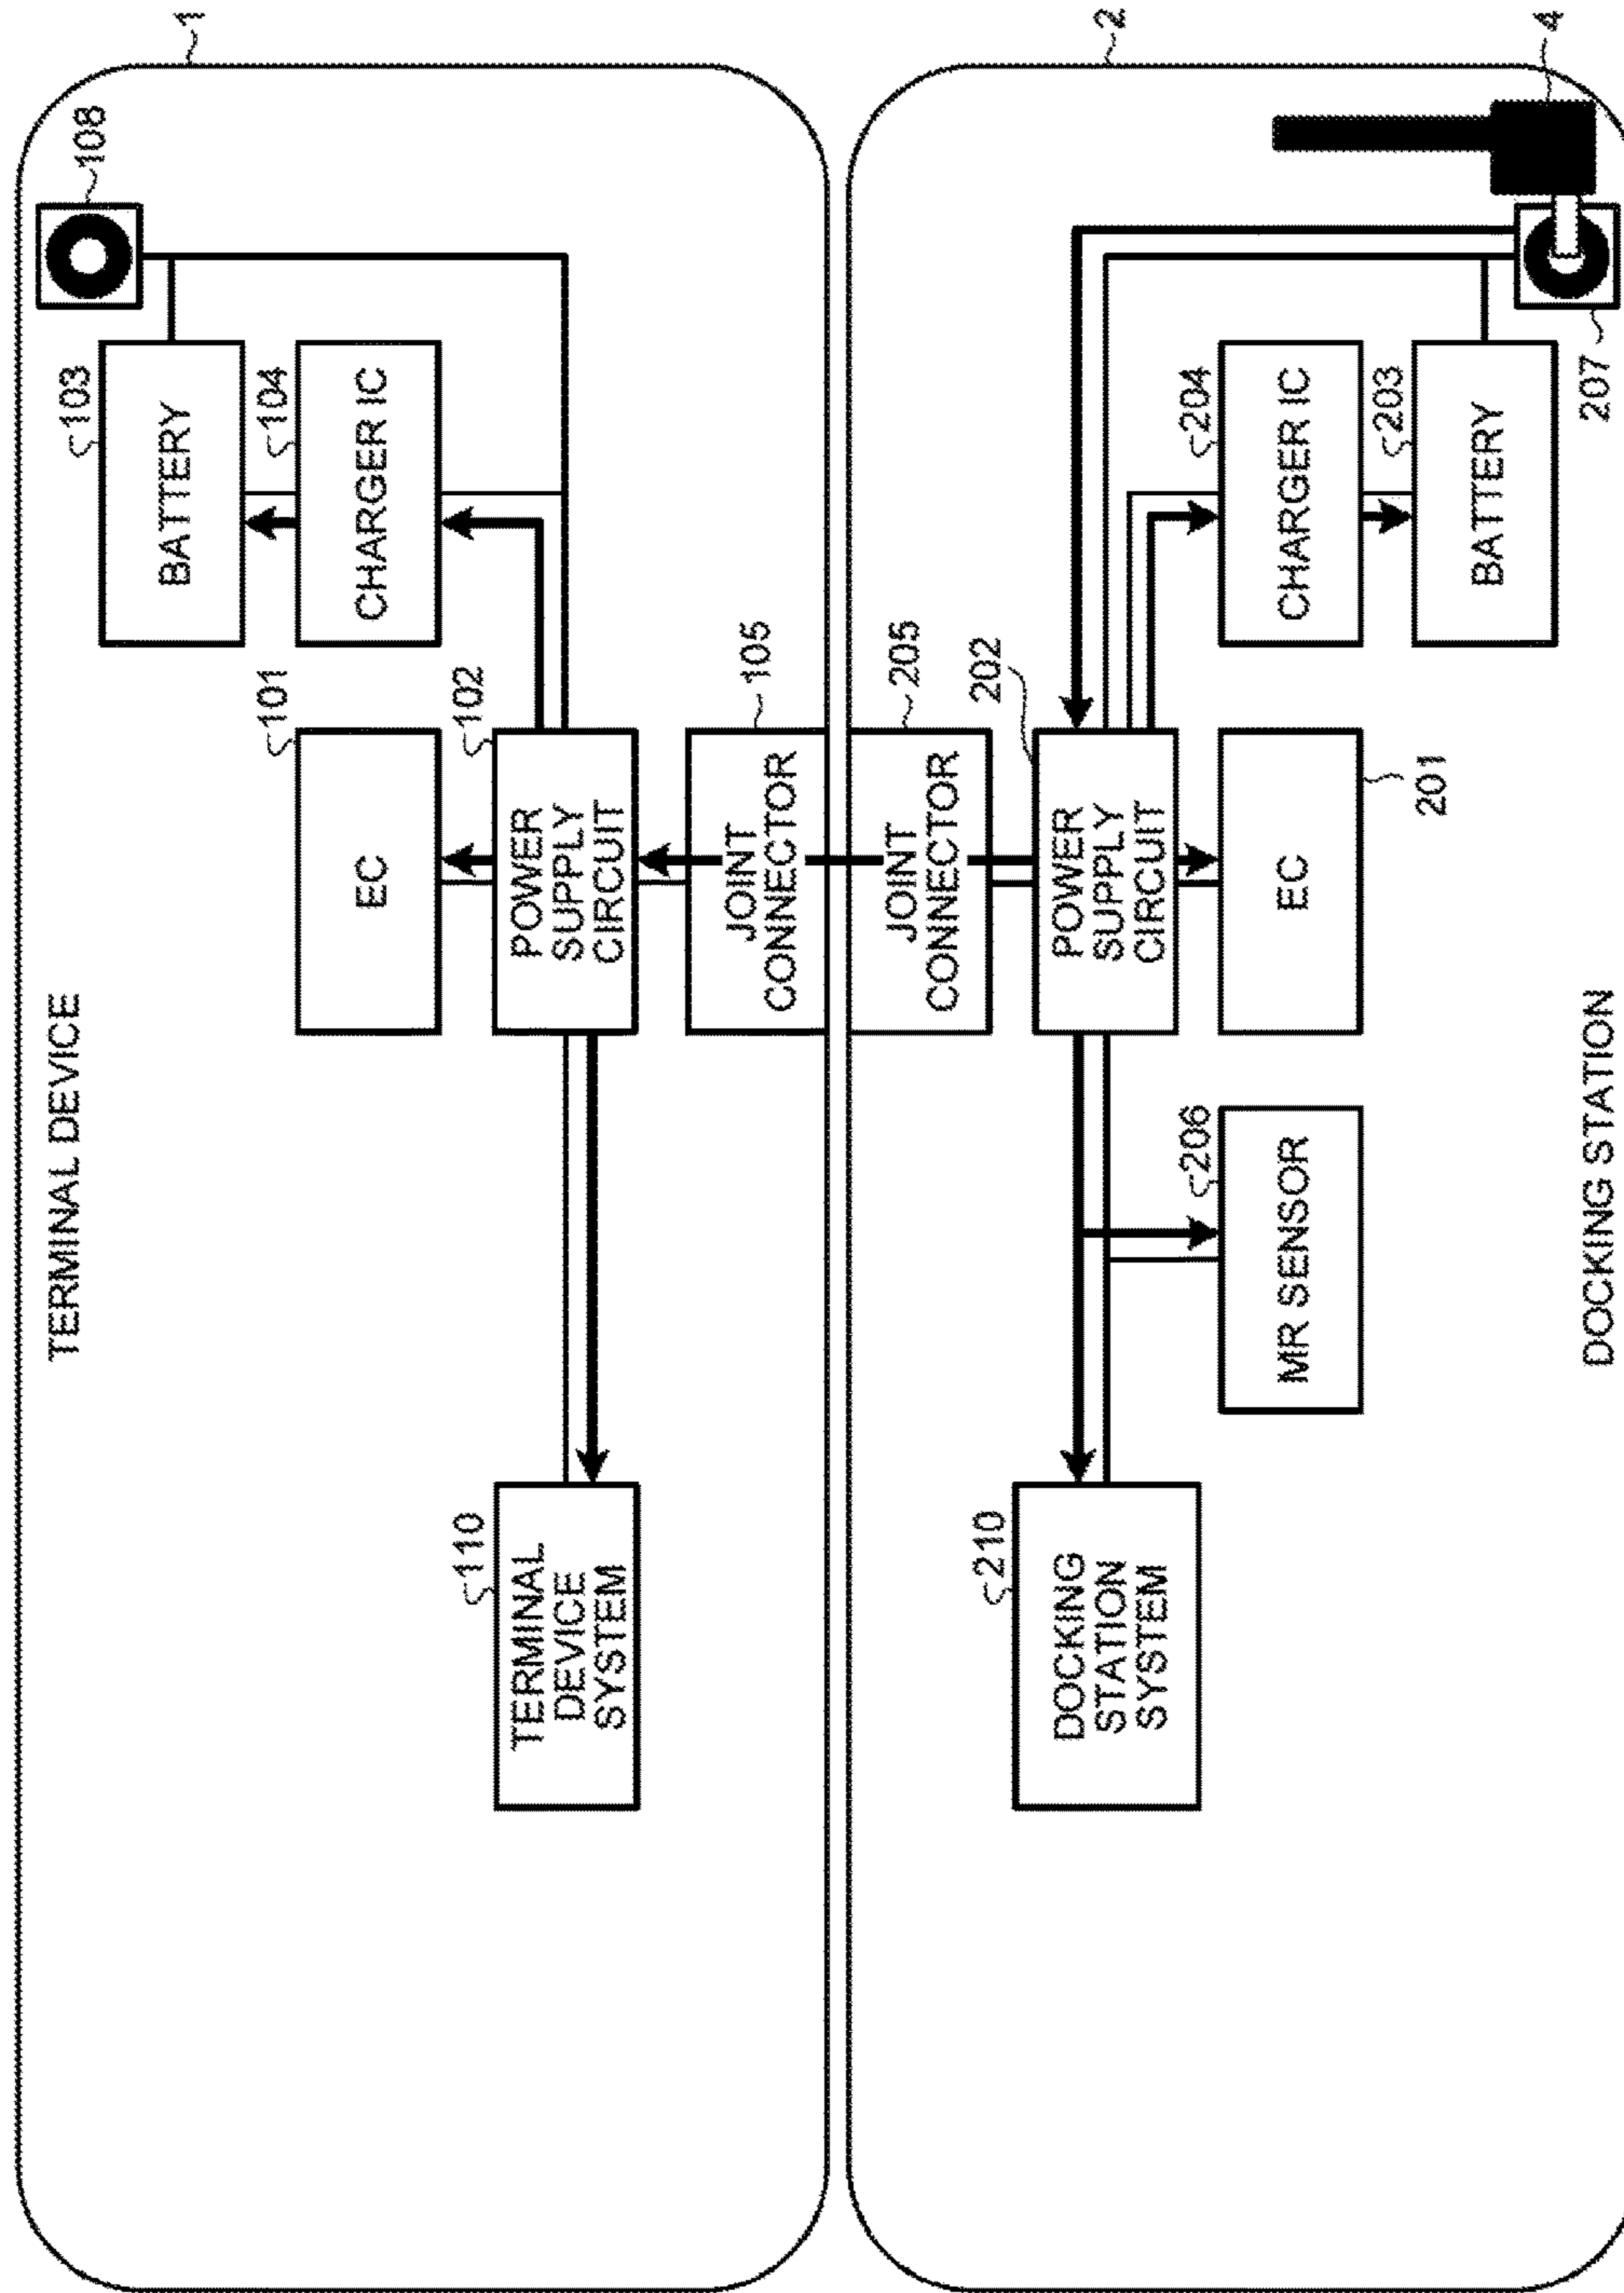 TERMINAL DEVICE
1
108
103
BATTERY
104
CHARGER IC
101
EC
102
POWER
SUPPLY
CIRCUIT
105
JOINT
CONNECTOR
110
TERMINAL
DEVICE
SYSTEM
2
205
JOINT
CONNECTOR
202
POWER
SUPPLY
CIRCUIT
204
CHARGER IC
203
BATTERY
201
EC
206
MR SENSOR
210
DOCKING
STATION
SYSTEM
207
4
DOCKING STATION